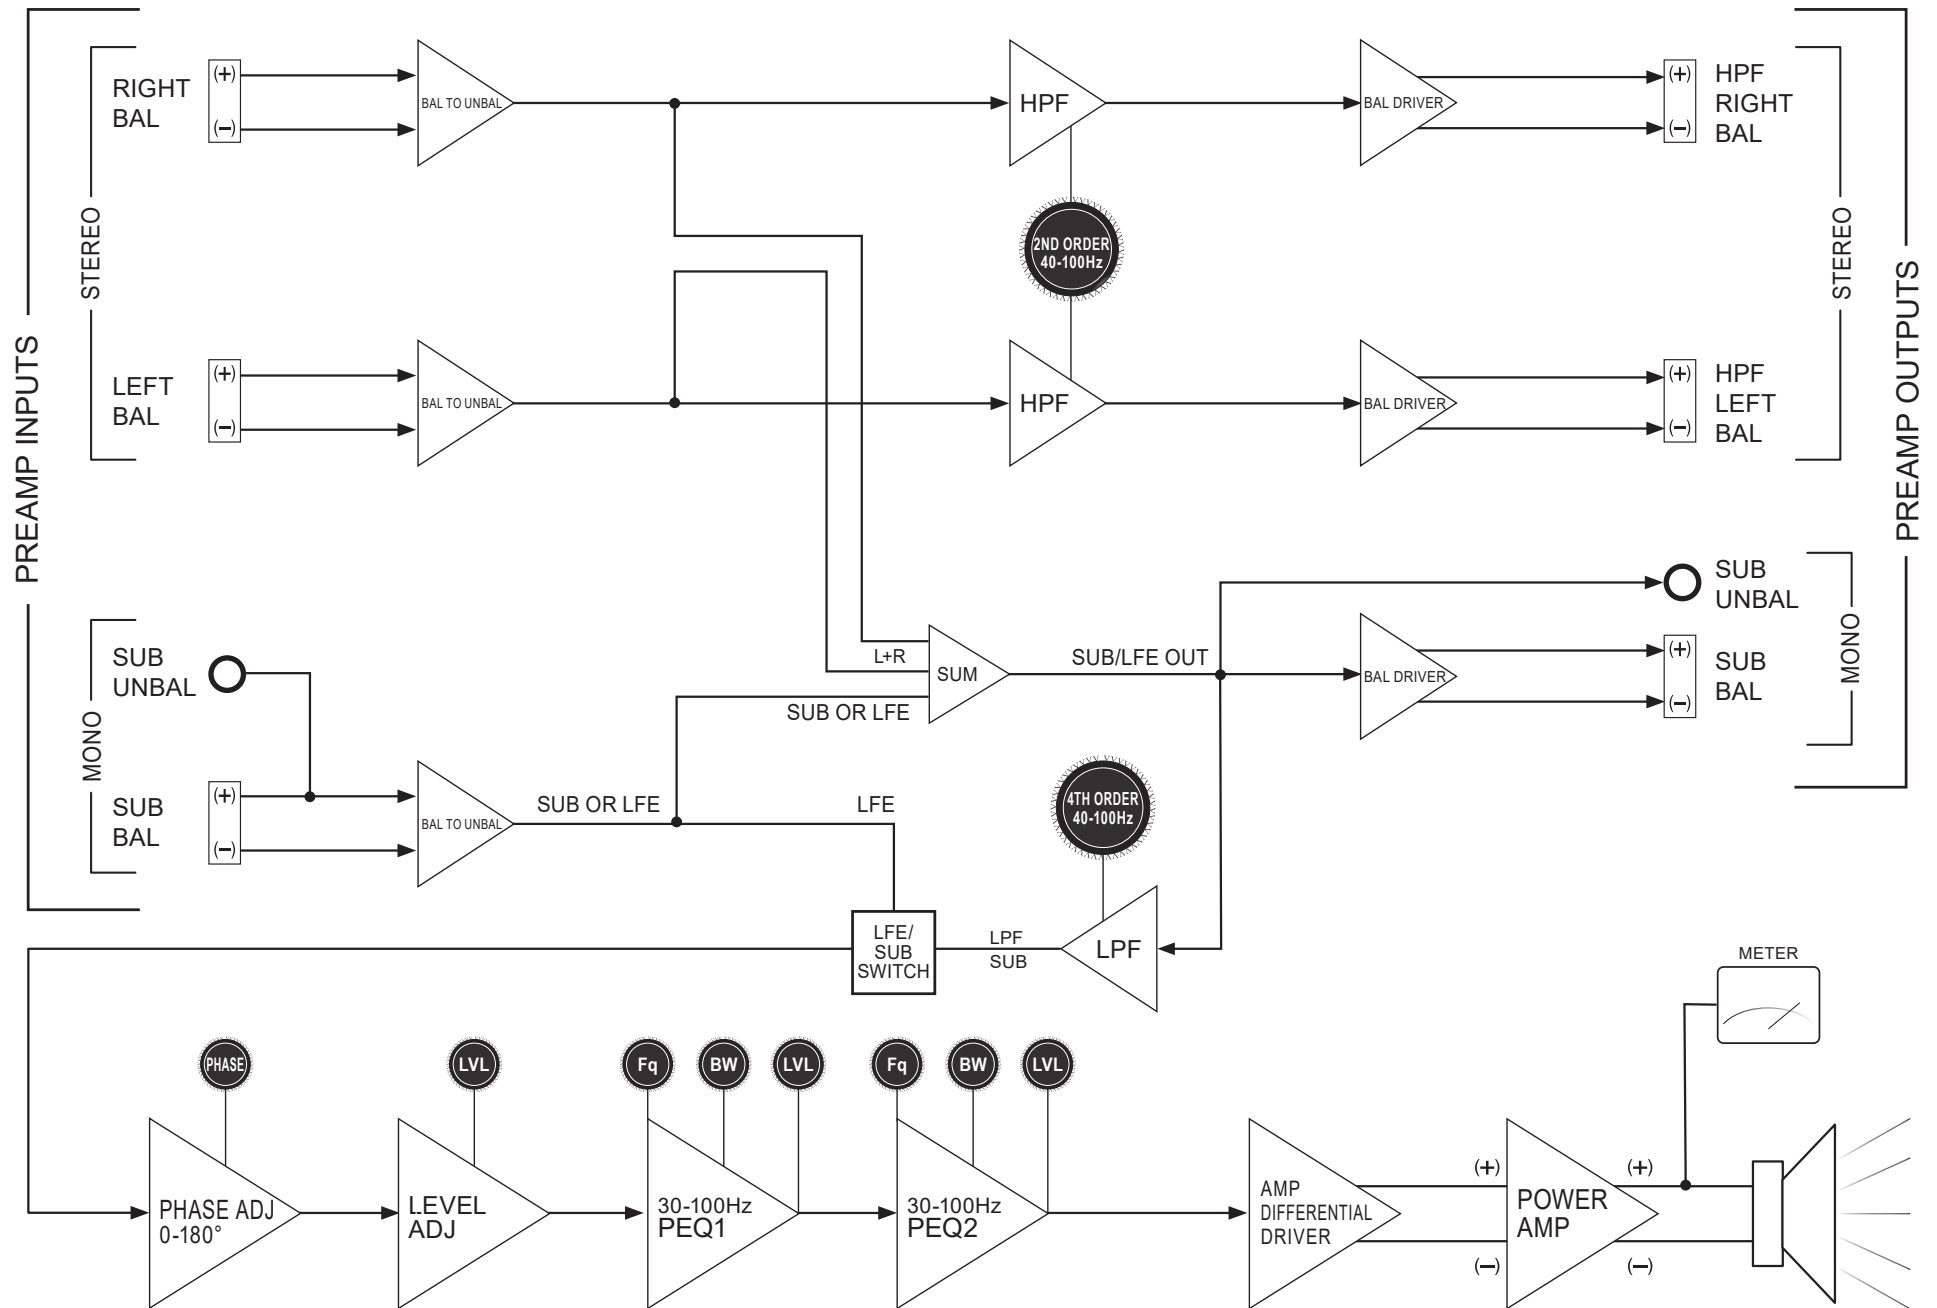 PREAMP INPUTS
STEREO
RIGHT
BAL
(+)
(–)
BAL TO UNBAL
HPF
BAL DRIVER
(+)
(–)
HPF
RIGHT
BAL
2ND ORDER
40-100Hz
STEREO
PREAMP OUTPUTS
LEFT
BAL
(+)
(–)
BAL TO UNBAL
HPF
BAL DRIVER
(+)
(–)
HPF
LEFT
BAL
MONO
SUB
UNBAL
L+R
SUM
SUB OR LFE
SUB/LFE OUT
BAL DRIVER
SUB
UNBAL
(+)
(–)
SUB
BAL
MONO
SUB
BAL
(+)
(–)
BAL TO UNBAL
SUB OR LFE
LFE
4TH ORDER
40-100Hz
LFE/
SUB
SWITCH
LPF
SUB
LPF
METER
PHASE
LVL
Fq
BW
LVL
Fq
BW
LVL
PHASE ADJ
0-180°
LEVEL
ADJ
30-100Hz
PEQ1
30-100Hz
PEQ2
AMP
DIFFERENTIAL
DRIVER
(+)
(–)
POWER
AMP
(+)
(–)